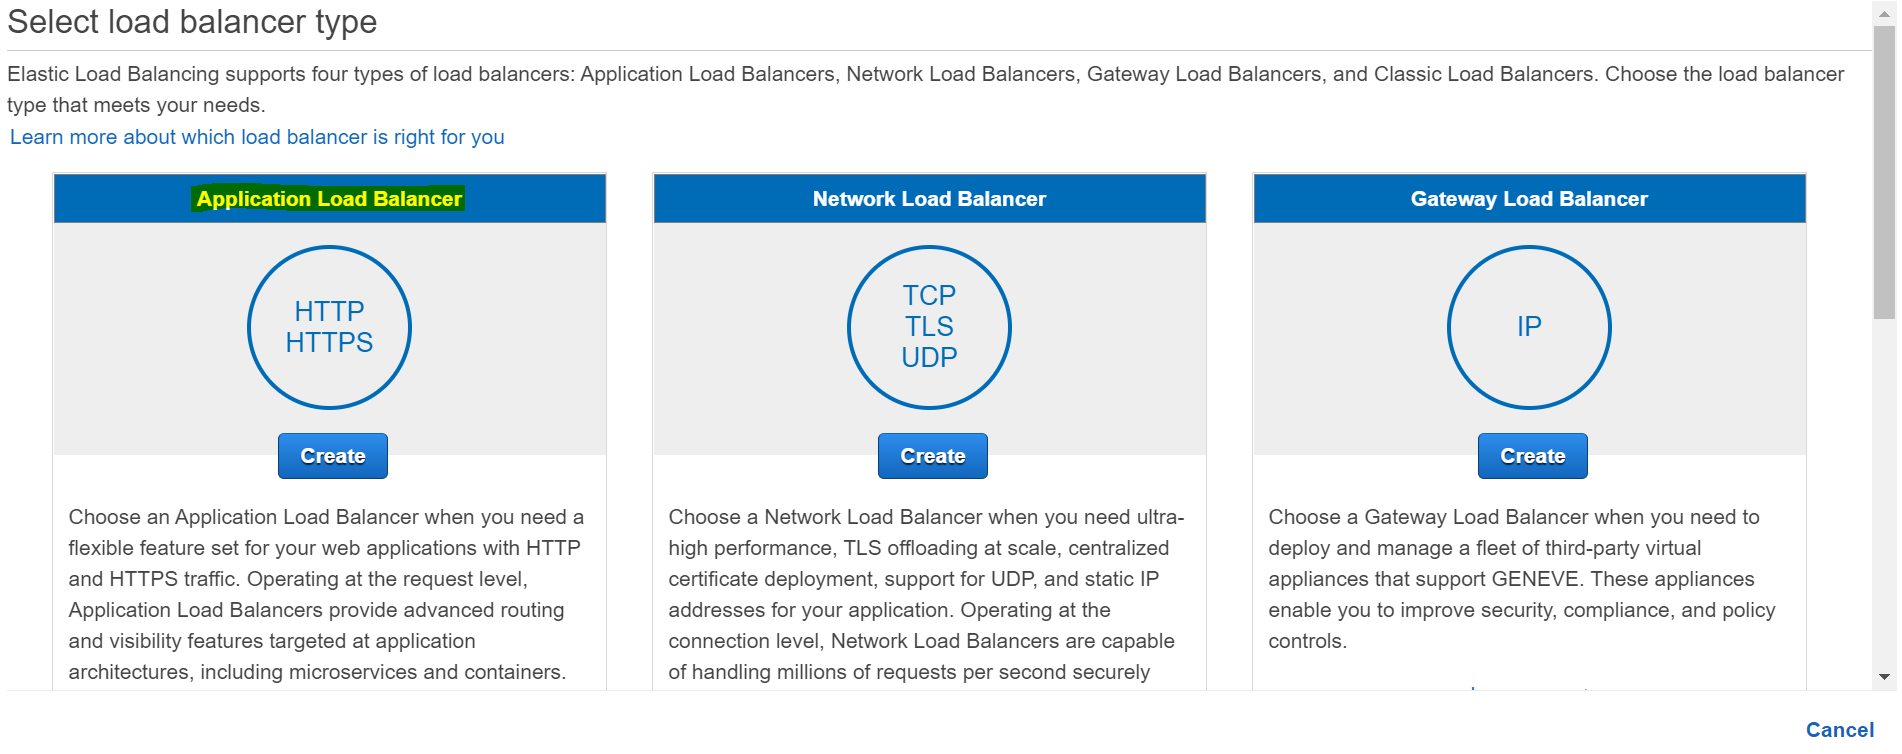 Select load balancer type
Elastic Load Balancing supports four types of load balancers: Application Load Balancers, Network Load Balancers, Gateway Load Balancers, and Classic Load Balancers. Choose the load balancer
type that meets your needs.
Learn more about which load balancer is right for you
Application Load Balancer
HTTP
HTTPS
Create
Choose an Application Load Balancer when you need a
flexible feature set for your web applications with HTTP
and HTTPS traffic. Operating at the request level,
Application Load Balancers provide advanced routing
and visibility features targeted at application
architectures, including microservices and containers.
Network Load Balancer
TCP
TLS
UDP
Create
Choose a Network Load Balancer when you need ultra-
high performance, TLS offloading at scale, centralized
certificate deployment, support for UDP, and static IP
addresses for your application. Operating at the
connection level, Network Load Balancers are capable
of handling millions of requests per second securely
Gateway Load Balancer
IP
Create
Choose a Gateway Load Balancer when you need to
deploy and manage a fleet of third-party virtual
appliances that support GENEVE. These appliances
enable you to improve security, compliance, and policy
controls.
Cancel